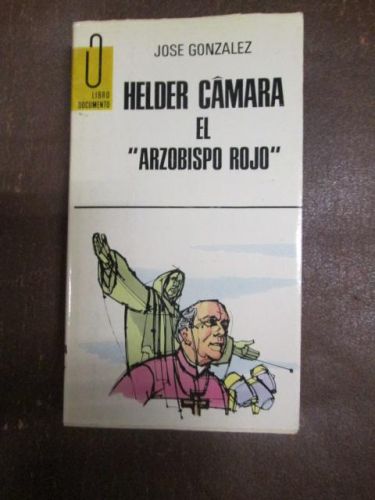 JOSE GONZALEZ
LIBRO
DOCUMENTO
HELDER CÂMARA
EL
"ARZOBISPO ROJO"